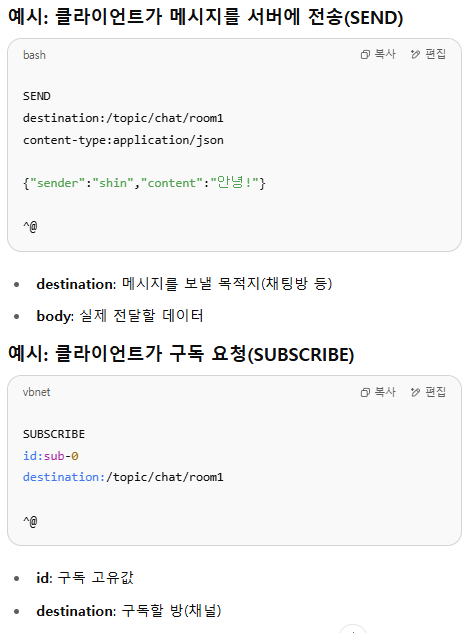 예시: 클라이언트가 메시지를 서버에 전송(SEND)
bash 복사 편집
SEND
destination:/topic/chat/room1
content-type:application/json
{"sender":"shin","content":"안녕!"}
^@
destination: 메시지를 보낼 목적지(채팅방 등)
body: 실제 전달할 데이터
예시: 클라이언트가 구독 요청(SUBSCRIBE)
vbnet 복사 편집
SUBSCRIBE
id:sub-0
destination:/topic/chat/room1
^@
id: 구독 고유값
destination: 구독할 방(채널)